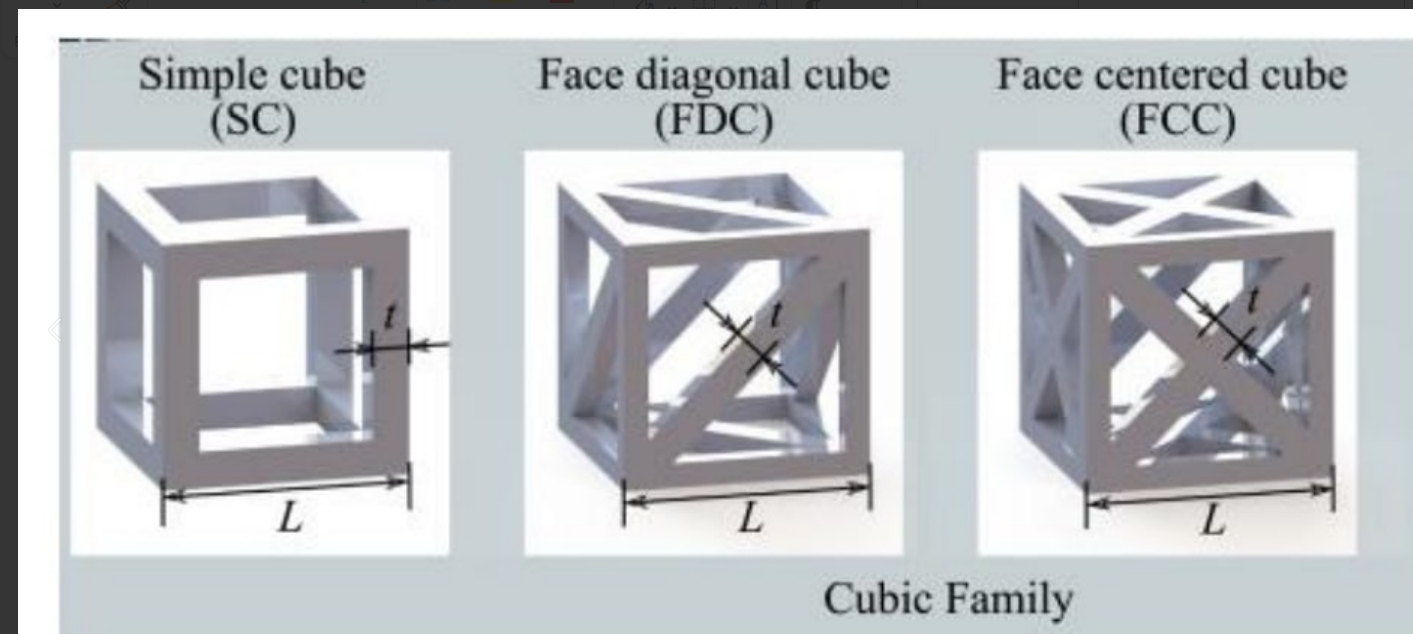 Simple cube
(SC)
Face diagonal cube
(FDC)
Face centered cube
(FCC)
t
L
t
L
t
L
Cubic Family